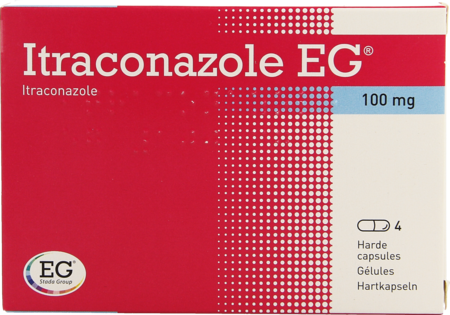 Itraconazole EG®
Itraconazole
100 mg
4
Harde
capsules
Gélules
Hartkapseln
EG®
Stada Group